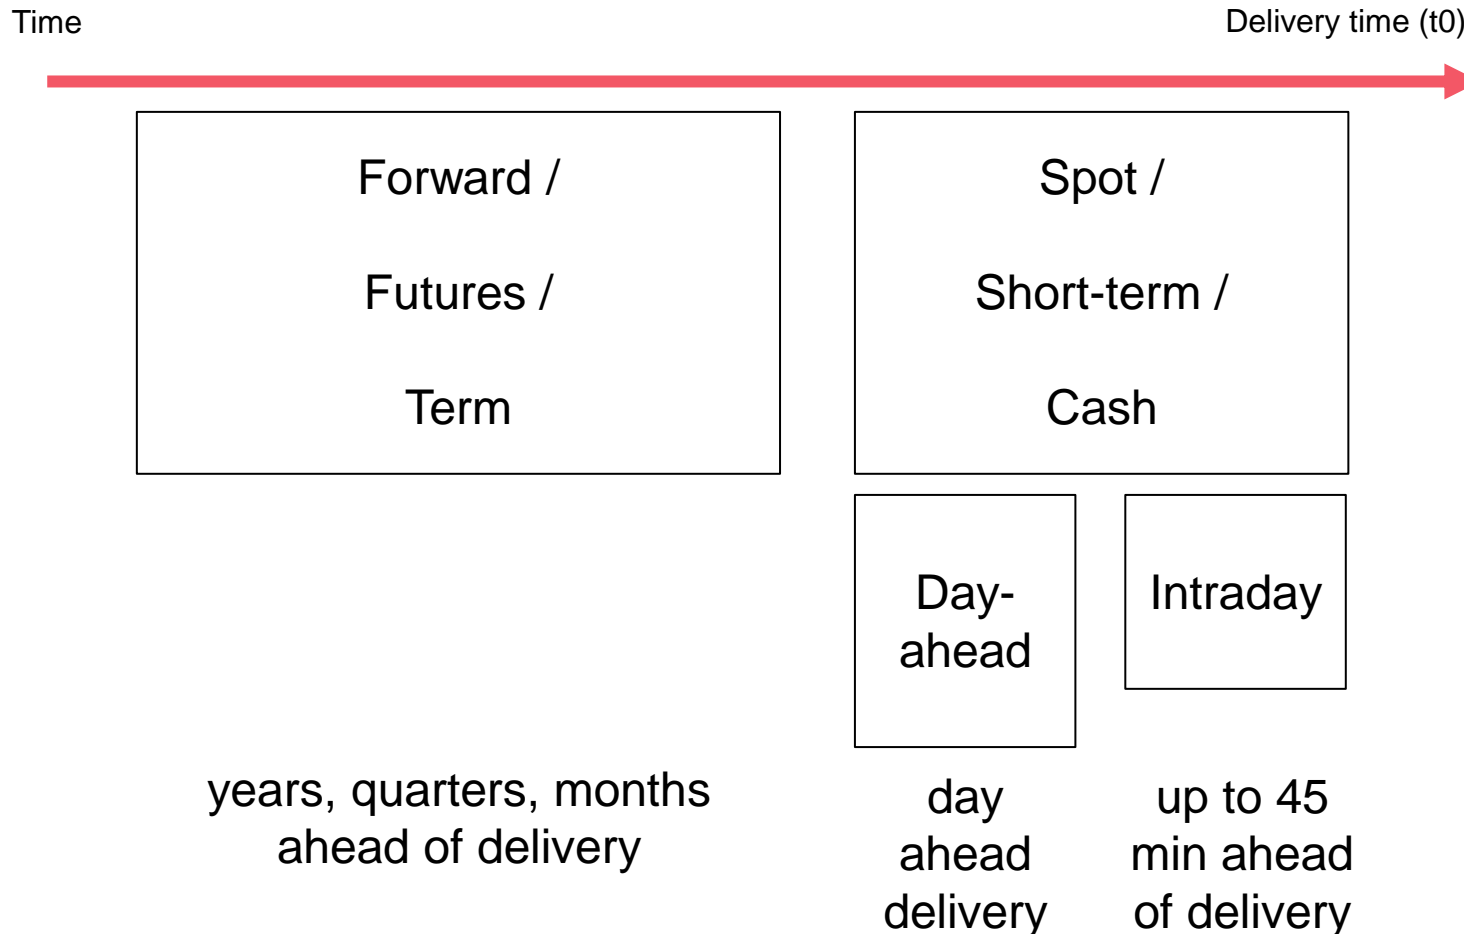 Time
Delivery time (t0)
Forward /
Futures /
Term
Spot /
Short-term /
Cash
Day-
ahead
Intraday
years, quarters, months
ahead of delivery
day
ahead
delivery
up to 45
min ahead
of delivery